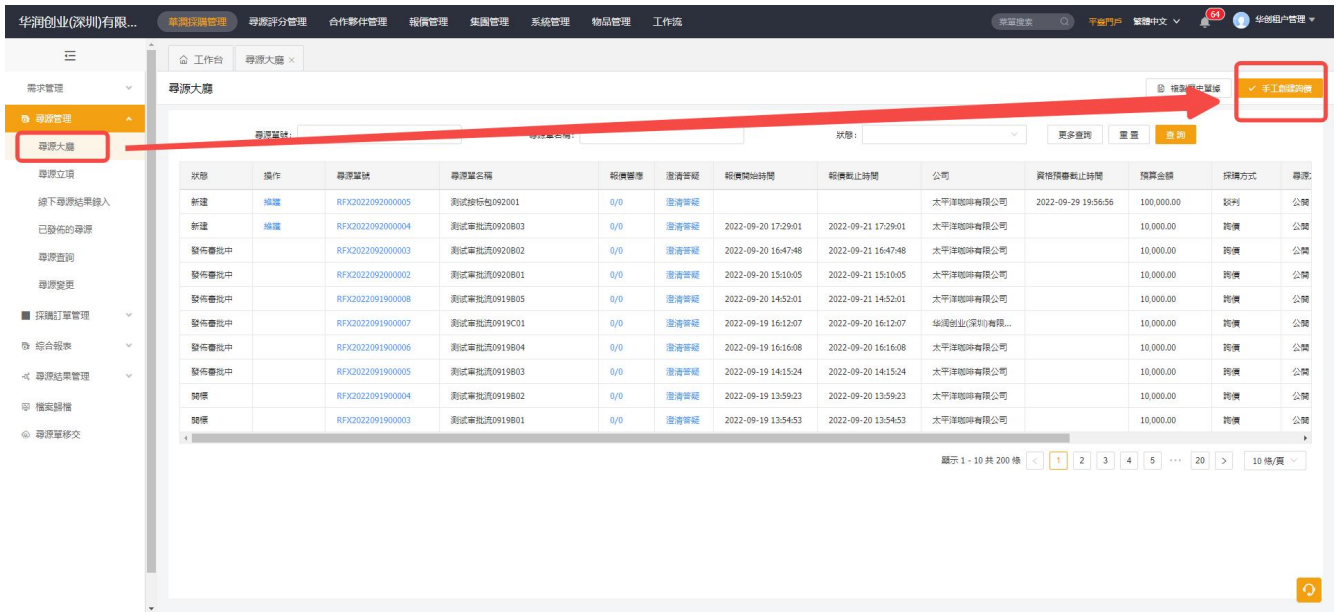 华润创业(深圳)有限... 華潤採購管理 尋源評分管理 合作夥伴管理 報價管理 集團管理 系統管理 物品管理 工作流 菜單搜索 平臺門戶 繁體中文 64 华创租户管理
工作台 尋源大廳 ×
需求管理
尋源大廳 複製歷史單據 手工創建詢價
尋源管理
尋源大廳
尋源單號: 尋源單名稱: 狀態: 更多查詢 重置 查詢
尋源立項
線下尋源結果錄入
已發佈的尋源
尋源查詢
尋源變更
採購訂單管理
綜合報表
尋源結果管理
檔案歸檔
尋源單移交
狀態 操作 尋源單號 尋源單名稱 報價響應 澄清答疑 報價開始時間 報價截止時間 公司 資格預審截止時間 預算金額 採購方式 尋源
新建 維護 RFX2022092000005 测试按标包092001 0/0 澄清答疑 太平洋咖啡有限公司 2022-09-29 19:56:56 100,000.00 談判 公開
新建 維護 RFX2022092000004 测试审批流0920B03 0/0 澄清答疑 2022-09-20 17:29:01 2022-09-21 17:29:01 太平洋咖啡有限公司 10,000.00 詢價 公開
發佈審批中 RFX2022092000003 测试审批流0920B02 0/0 澄清答疑 2022-09-20 16:47:48 2022-09-21 16:47:48 太平洋咖啡有限公司 10,000.00 詢價 公開
發佈審批中 RFX2022092000002 测试审批流0920B01 0/0 澄清答疑 2022-09-20 15:10:05 2022-09-21 15:10:05 太平洋咖啡有限公司 10,000.00 詢價 公開
發佈審批中 RFX2022091900008 测试审批流0919B05 0/0 澄清答疑 2022-09-20 14:52:01 2022-09-21 14:52:01 太平洋咖啡有限公司 10,000.00 詢價 公開
發佈審批中 RFX2022091900007 测试审批流0919C01 0/0 澄清答疑 2022-09-19 16:12:07 2022-09-20 16:12:07 华润创业(深圳)有限... 10,000.00 詢價 公開
發佈審批中 RFX2022091900006 测试审批流0919B04 0/0 澄清答疑 2022-09-19 16:16:08 2022-09-20 16:16:08 太平洋咖啡有限公司 10,000.00 詢價 公開
發佈審批中 RFX2022091900005 测试审批流0919B03 0/0 澄清答疑 2022-09-19 14:15:24 2022-09-20 14:15:24 太平洋咖啡有限公司 10,000.00 詢價 公開
開標 RFX2022091900004 测试审批流0919B02 0/0 澄清答疑 2022-09-19 13:59:23 2022-09-20 13:59:23 太平洋咖啡有限公司 10,000.00 詢價 公開
開標 RFX2022091900003 测试审批流0919B01 0/0 澄清答疑 2022-09-19 13:54:53 2022-09-20 13:54:53 太平洋咖啡有限公司 10,000.00 詢價 公開
顯示 1 - 10 共 200 條 < 1 2 3 4 5 ··· 20 > 10 條/頁